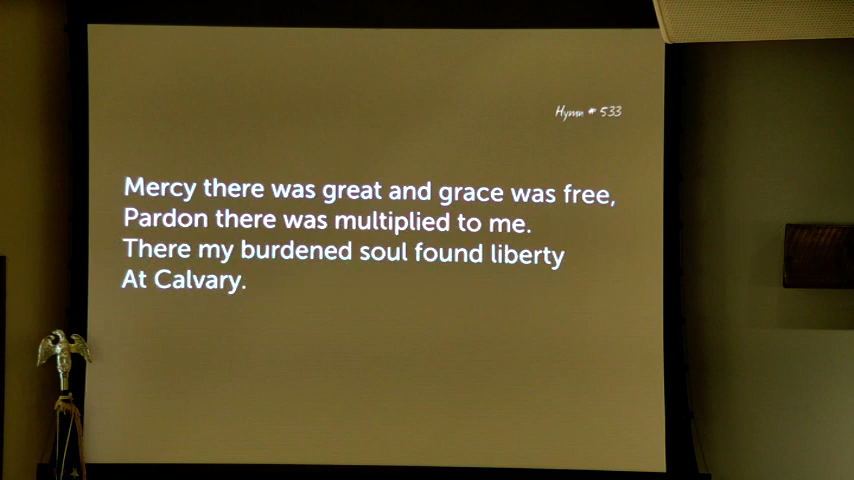 Hymn # 533
Mercy there was great and grace was free,
Pardon there was multiplied to me.
There my burdened soul found liberty
At Calvary.